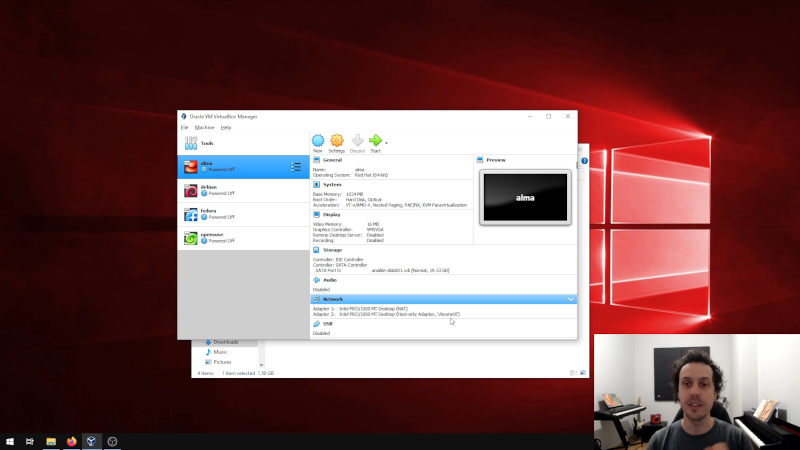 Oracle VM VirtualBox Manager
File Machine Help
Tools
New Settings Discard Start
alma
Powered Off
debian
Powered Off
fedora
Powered Off
opensuse
Powered Off
General
Name: alma
Operating System: Red Hat (64-bit)
System
Base Memory: 1024 MB
Boot Order: Hard Disk, Optical
Acceleration: VT-x/AMD-V, Nested Paging, PAE/NX, KVM Paravirtualization
Display
Video Memory: 16 MB
Graphics Controller: VMSVGA
Remote Desktop Server: Disabled
Recording: Disabled
Storage
Controller: IDE Controller
Controller: SATA Controller
SATA Port 0: ansible-disk001.vdi (Normal, 19.53 GB)
Audio
Disabled
Network
Adapter 1: Intel PRO/1000 MT Desktop (NAT)
Adapter 2: Intel PRO/1000 MT Desktop (Host-only Adapter, 'vboxnet0')
USB
Disabled
Preview
alma
Downloads
Music
Pictures
4 items 1 item selected 1.50 GB